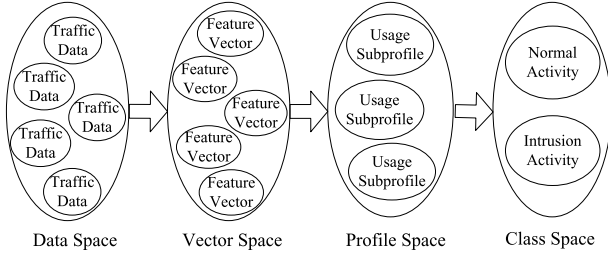 Traffic
Data
Traffic
Data
Traffic
Data
Traffic
Data
Traffic
Data
Data Space
Feature
Vector
Feature
Vector
Feature
Vector
Feature
Vector
Feature
Vector
Vector Space
Usage
Subprofile
Usage
Subprofile
Usage
Subprofile
Profile Space
Normal
Activity
Intrusion
Activity
Class Space